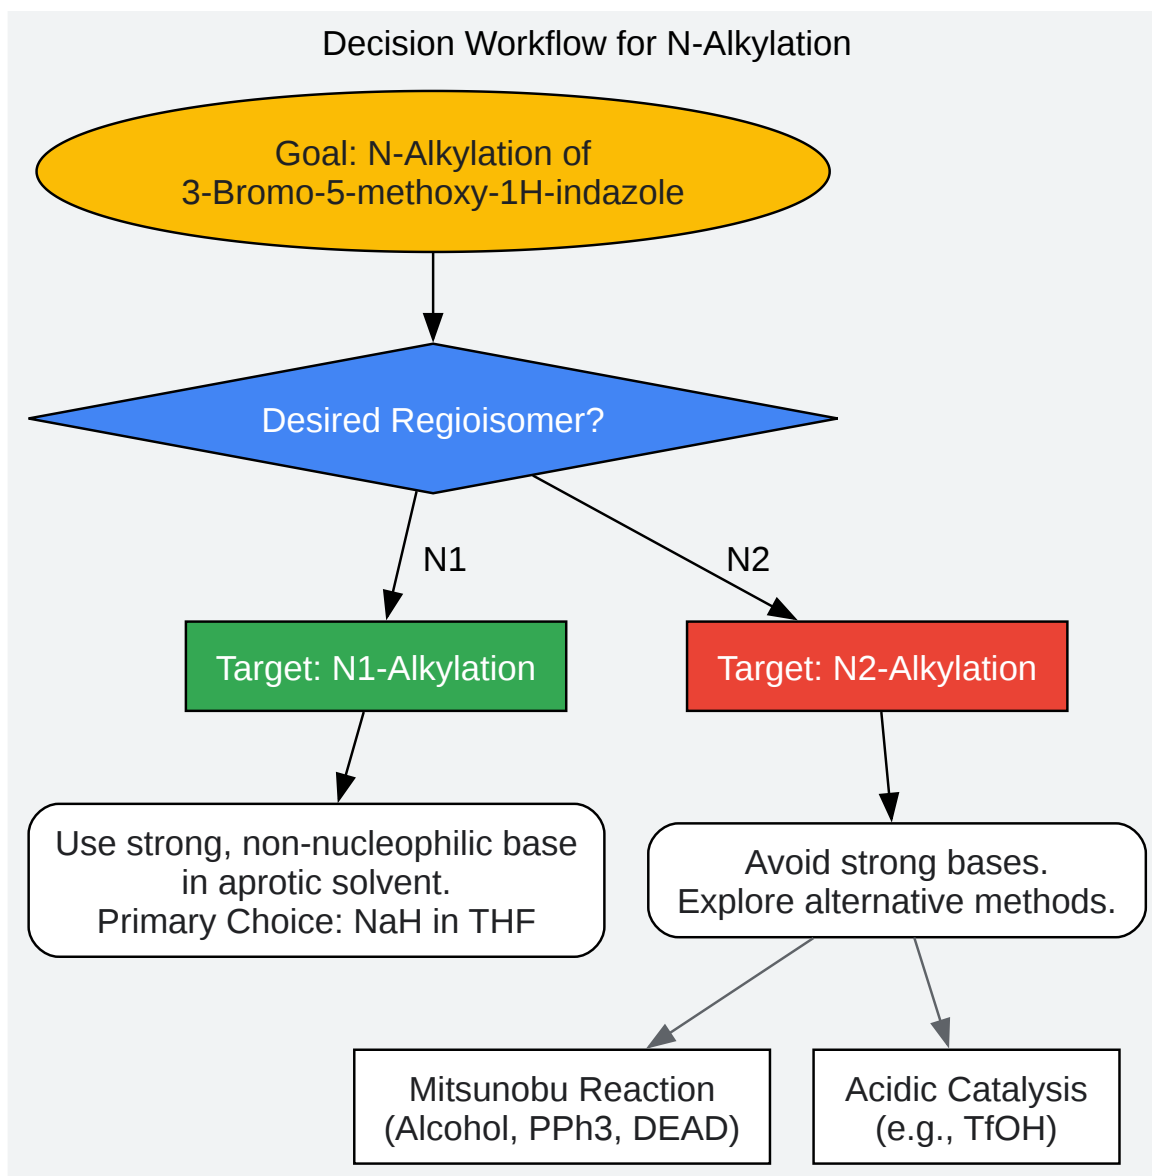 Decision Workflow for N-Alkylation
Goal: N-Alkylation of
3-Bromo-5-methoxy-1H-indazole
Desired Regioisomer?
N1
N2
Target: N1-Alkylation
Target: N2-Alkylation
Use strong, non-nucleophilic base
in aprotic solvent.
Primary Choice: NaH in THF
Avoid strong bases.
Explore alternative methods.
Mitsunobu Reaction
(Alcohol, PPh3, DEAD)
Acidic Catalysis
(e.g., TfOH)